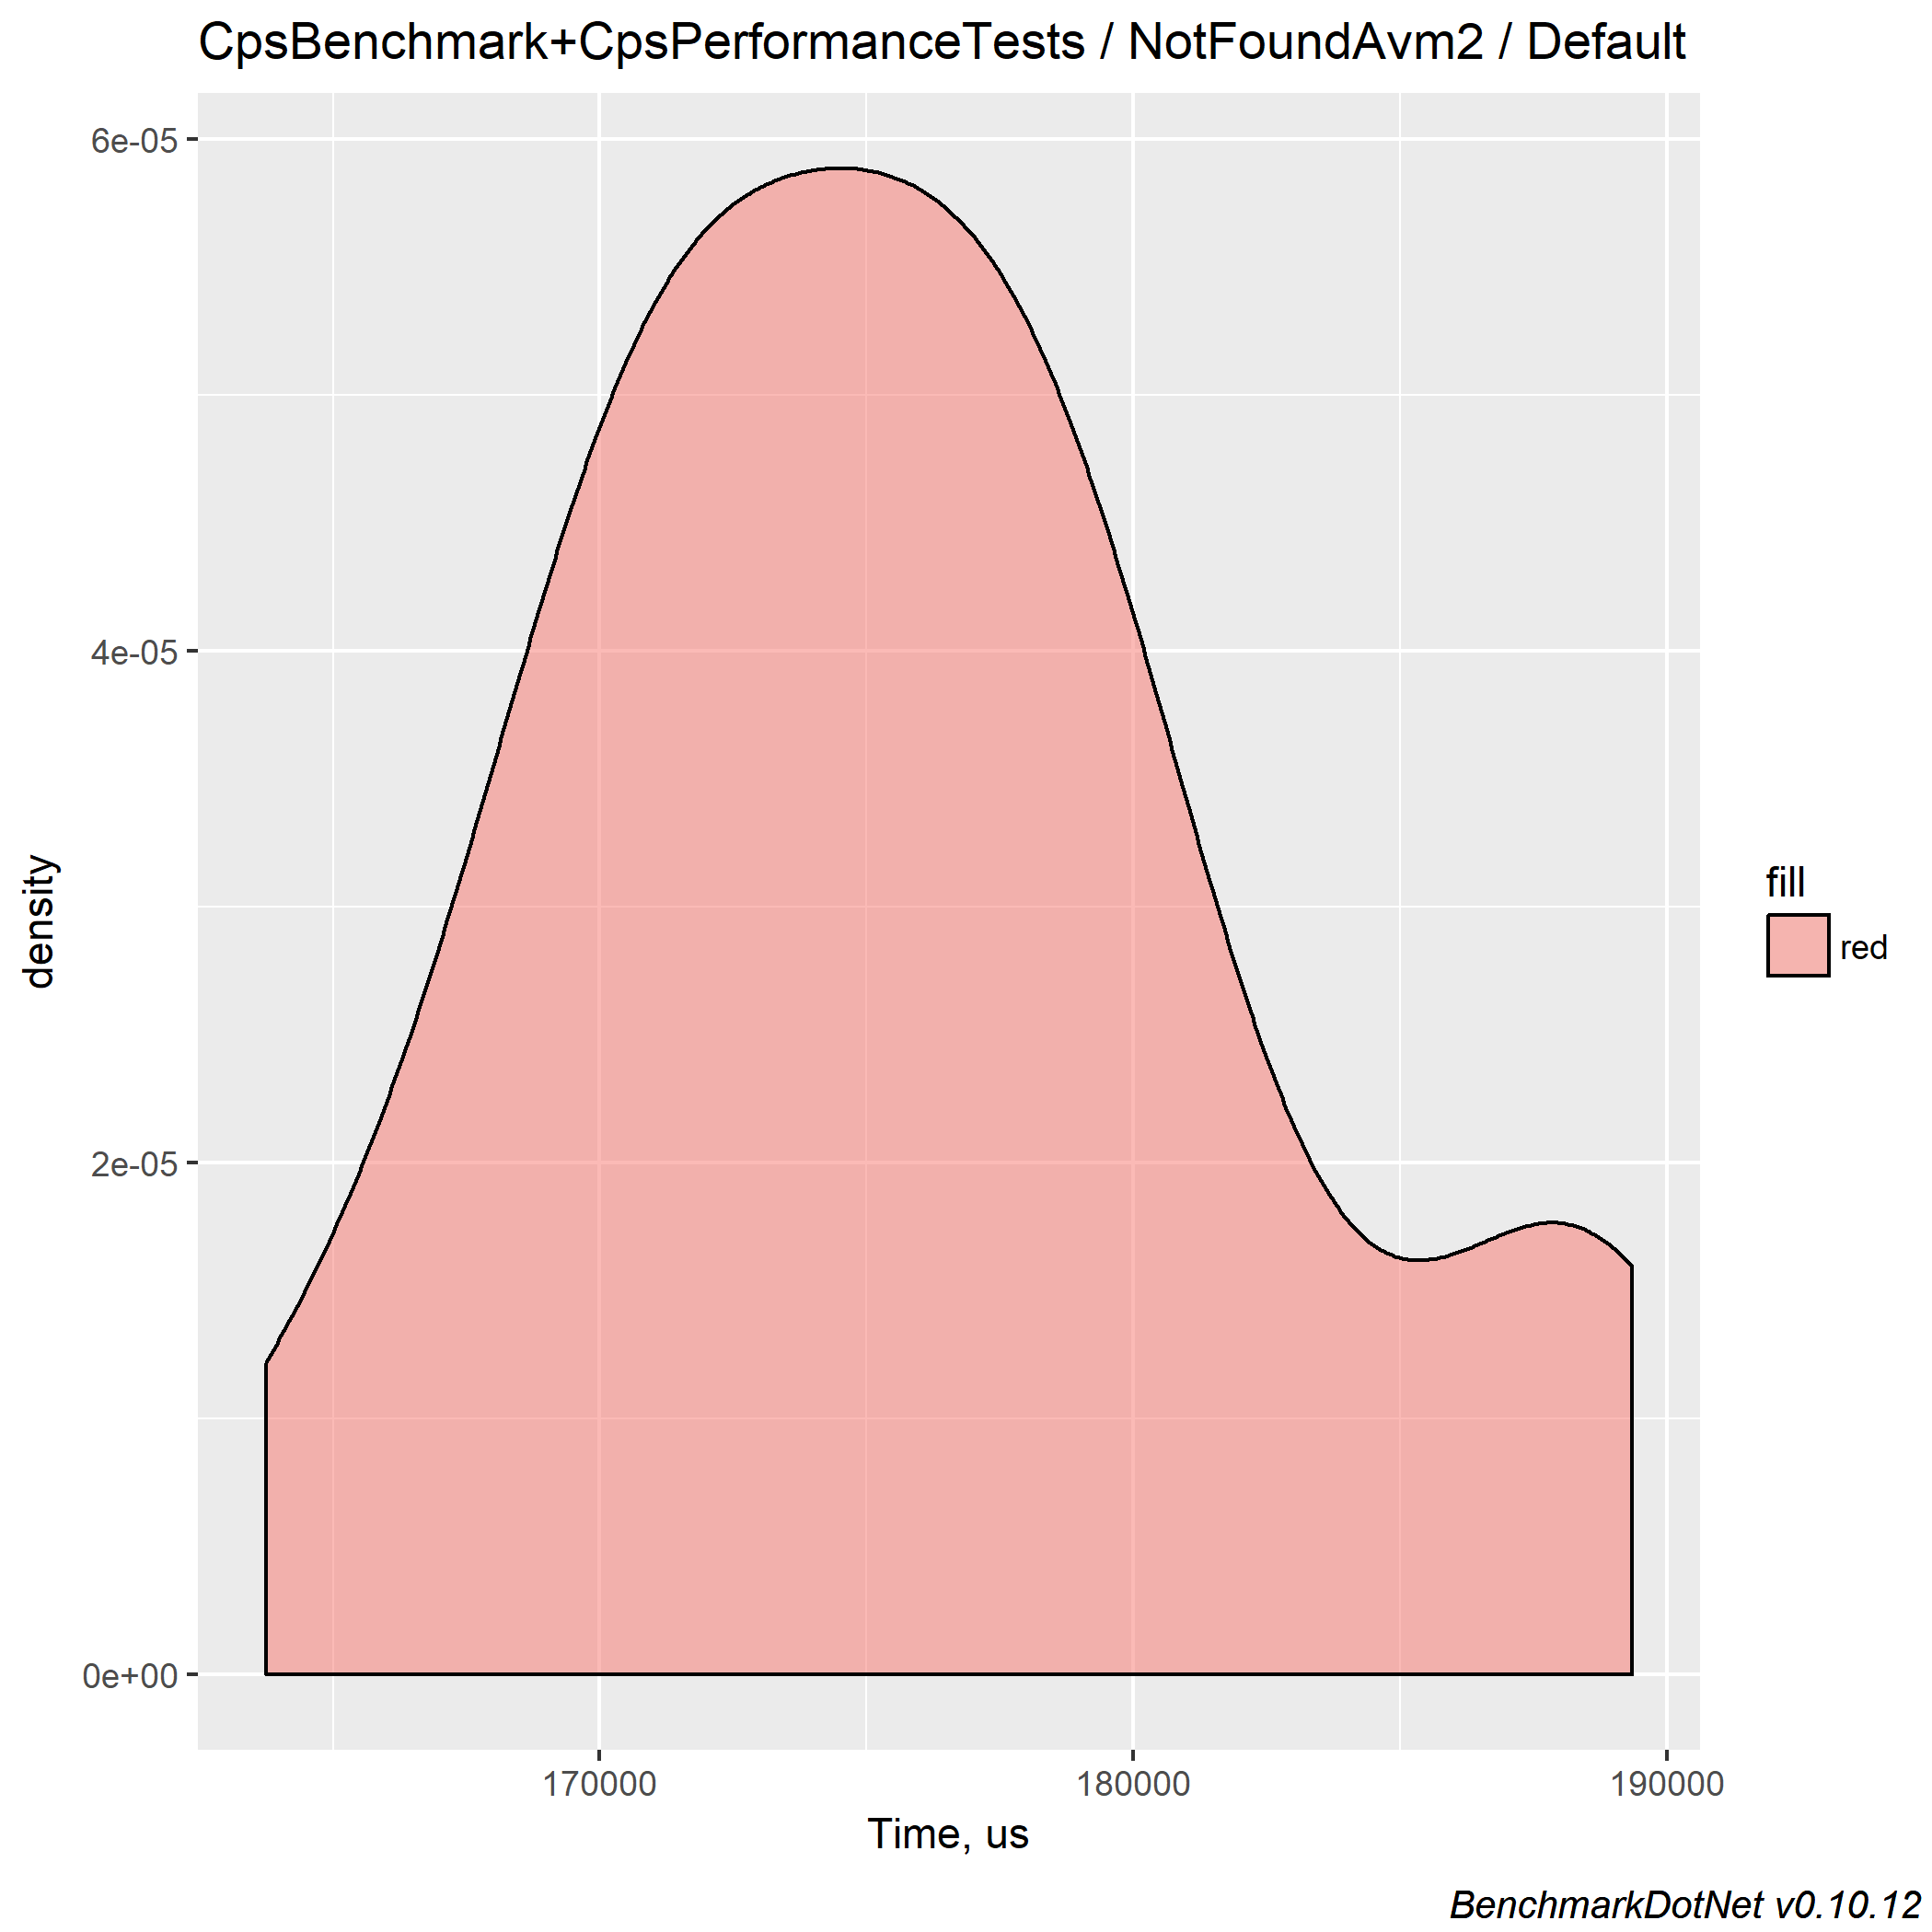 CpsBenchmark+CpsPerformanceTests / NotFoundAvm2 / Default
6e-05
4e-05
2e-05
0e+00
density
170000
180000
190000
Time, us
fill
red
BenchmarkDotNet v0.10.12